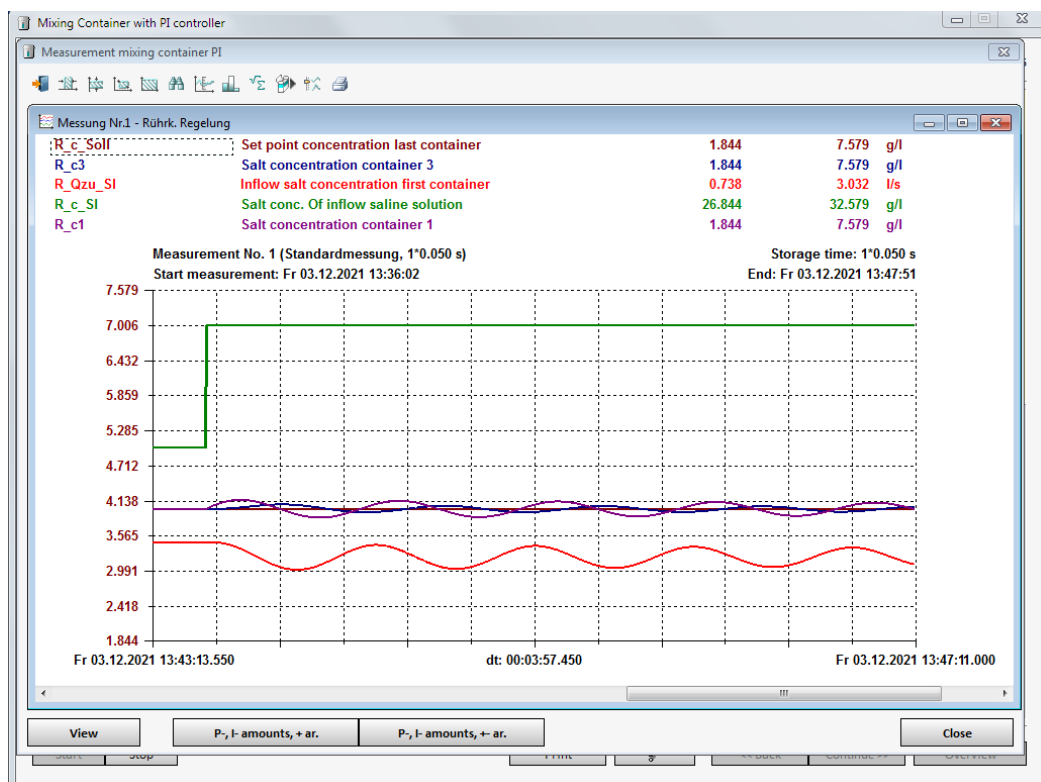 Mixing Container with PI controller
Measurement mixing container PI
Messung Nr.1 - Rührk. Regelung
R_c_Soll Set point concentration last container 1.844 7.579 g/l
R_c3 Salt concentration container 3 1.844 7.579 g/l
R_Qzu_Sl Inflow salt concentration first container 0.738 3.032 l/s
R_c_Sl Salt conc. Of inflow saline solution 26.844 32.579 g/l
R_c1 Salt concentration container 1 1.844 7.579 g/l
Measurement No. 1 (Standardmessung, 1*0.050 s) Storage time: 1*0.050 s
Start measurement: Fr 03.12.2021 13:36:02 End: Fr 03.12.2021 13:47:51
7.579
7.006
6.432
5.859
5.285
4.712
4.138
3.565
2.991
2.418
1.844
Fr 03.12.2021 13:43:13.550 dt: 00:03:57.450 Fr 03.12.2021 13:47:11.000
View P-, I- amounts, + ar. P-, I- amounts, +- ar. Close
Start Stop Print << Back Continue >> Overview